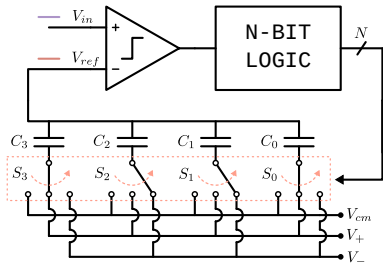 V_in
+
N-BIT
LOGIC
N
V_ref
−
C_3 C_2 C_1 C_0
S_3 S_2 S_1 S_0
V_cm
V_+
V_−